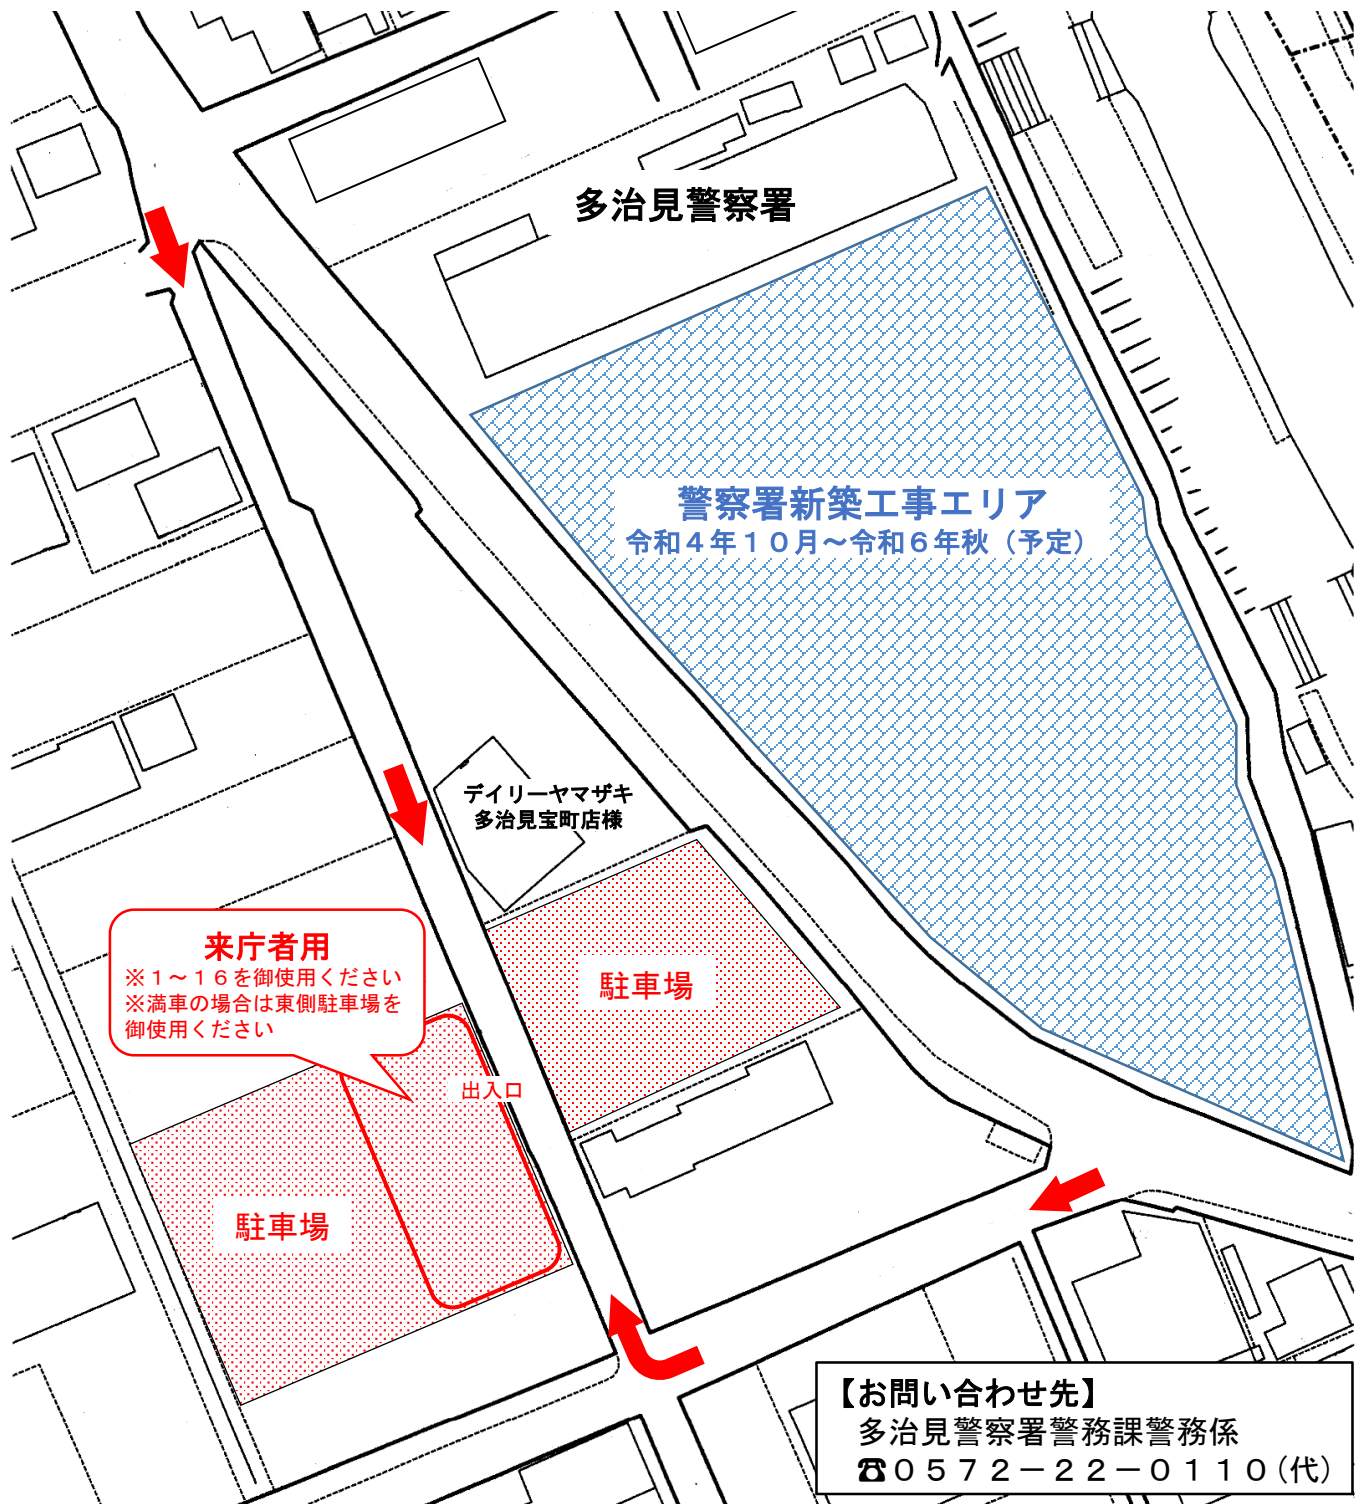 多治見警察署
警察署新築工事エリア
令和４年１０月～令和６年秋（予定）
デイリーヤマザキ
多治見宝町店様
来庁者用
※１～１６を御使用ください
※満車の場合は東側駐車場を
御使用ください
駐車場
出入口
駐車場
【お問い合わせ先】
多治見警察署警務課警務係
☎０５７２－２２－０１１０（代）